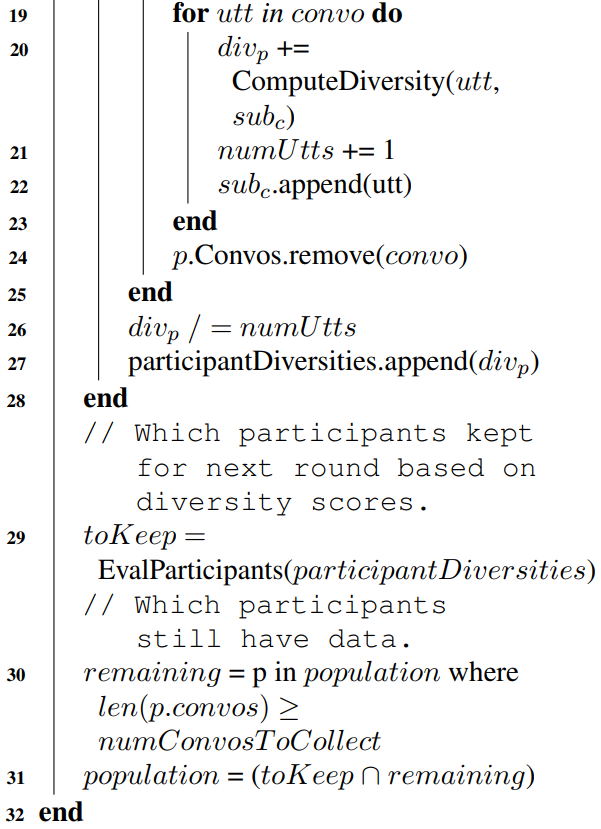 19 for utt in convo do
20 div_p +=
ComputeDiversity(utt,
sub_c)
21 numUtts += 1
22 sub_c.append(utt)
23 end
24 p.Convos.remove(convo)
25 end
26 div_p / = numUtts
27 participantDiversities.append(div_p)
28 end
// Which participants kept
for next round based on
diversity scores.
29 toKeep =
EvalParticipants(participantDiversities)
// Which participants
still have data.
30 remaining = p in population where
len(p.convos) ≥
numConvosToCollect
31 population = (toKeep ∩ remaining)
32 end